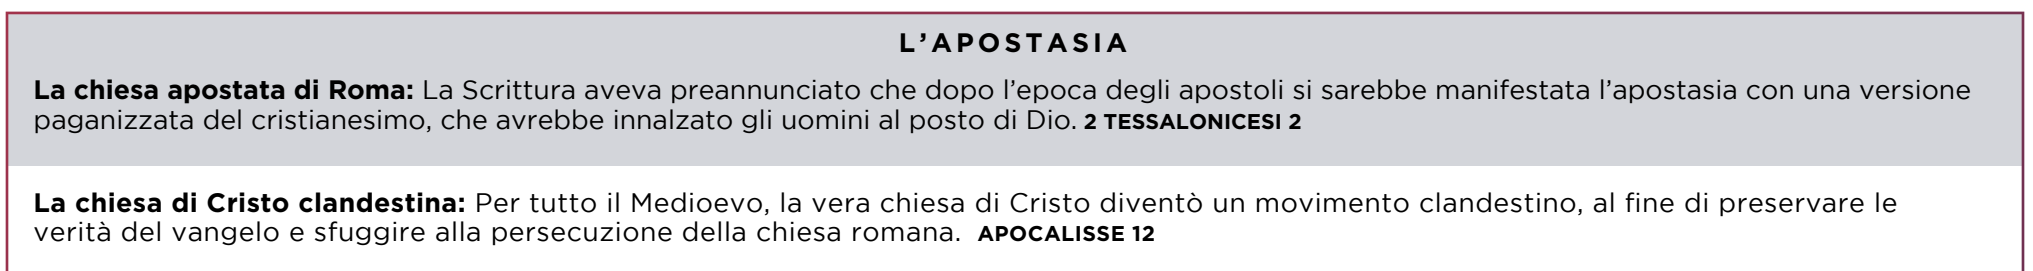 L’APOSTASIA
La chiesa apostata di Roma: La Scrittura aveva preannunciato che dopo l’epoca degli apostoli si sarebbe manifestata l’apostasia con una versione
paganizzata del cristianesimo, che avrebbe innalzato gli uomini al posto di Dio. 2 TESSALONICESI 2
La chiesa di Cristo clandestina: Per tutto il Medioevo, la vera chiesa di Cristo diventò un movimento clandestino, al fine di preservare le
verità del vangelo e sfuggire alla persecuzione della chiesa romana. APOCALISSE 12